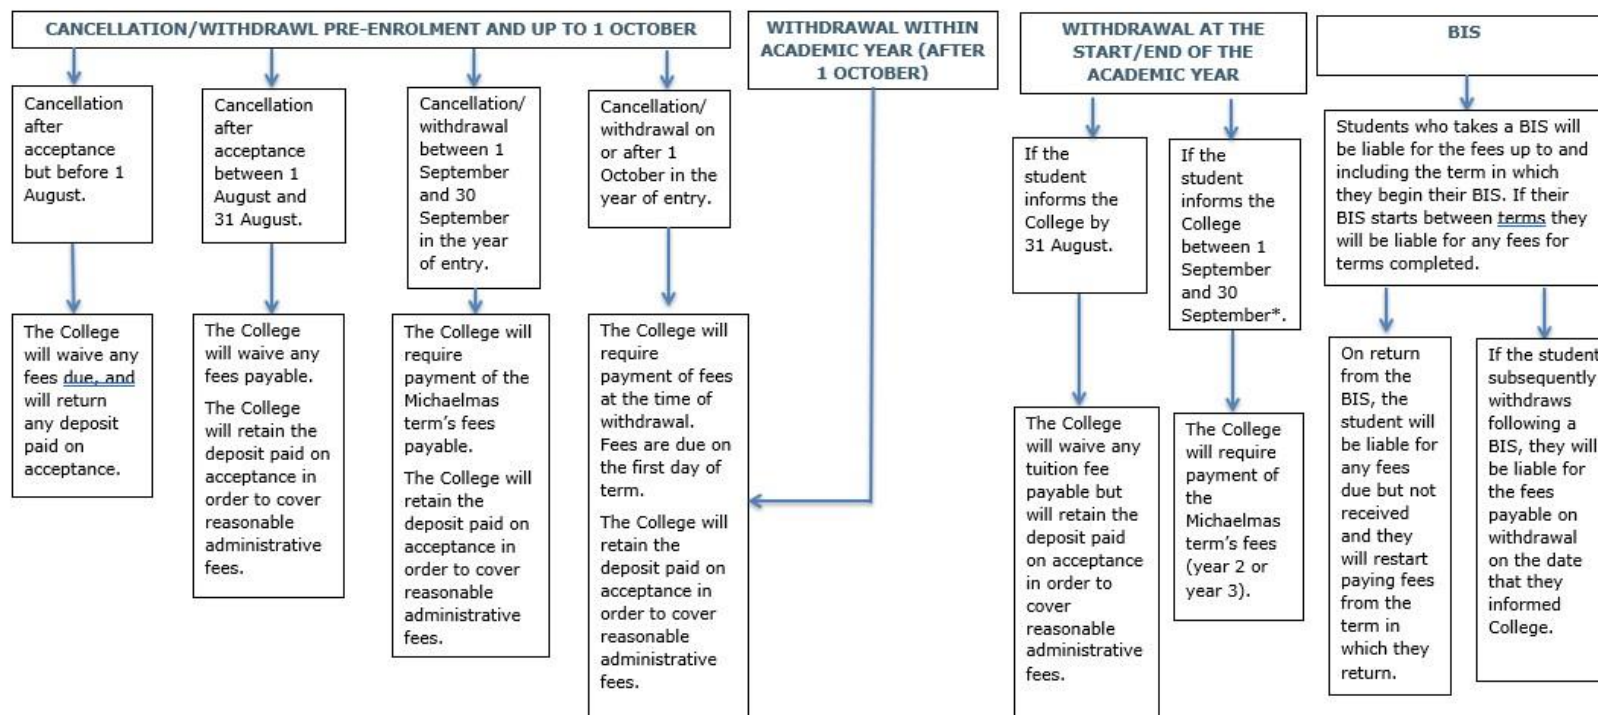 CANCELLATION/WITHDRAWL PRE-ENROLMENT AND UP TO 1 OCTOBER
Cancellation
after
acceptance
but before 1
August.
The College
will waive any
fees due, and
will return
any deposit
paid on
acceptance.
Cancellation
after
acceptance
between 1
August and
31 August.
The College
will waive any
fees payable.
The College
will retain the
deposit paid on
acceptance in
order to cover
reasonable
administrative
fees.
Cancellation/
withdrawal
between 1
September
and 30
September
in the year
of entry.
The College will
require
payment of the
Michaelmas
term's fees
payable.
The College will
retain the
deposit paid on
acceptance in
order to cover
reasonable
administrative
fees.
Cancellation/
withdrawal on
or after 1
October in the
year of entry.
The College will
require
payment of fees
at the time of
withdrawal.
Fees are due on
the first day of
term.
The College will
retain the
deposit paid on
acceptance in
order to cover
reasonable
administrative
fees.
WITHDRAWAL WITHIN
ACADEMIC YEAR (AFTER
1 OCTOBER)
WITHDRAWAL AT THE
START/END OF THE
ACADEMIC YEAR
If the
student
informs the
College by
31 August.
The College
will waive any
tuition fee
payable but
will retain the
deposit paid
on acceptance
in order to
cover
reasonable
administrative
fees.
If the
student
informs the
College
between 1
September
and 30
September*.
The College
will require
payment of
the
Michaelmas
term's fees
(year 2 or
year 3).
BIS
Students who takes a BIS will
be liable for the fees up to and
including the term in which
they begin their BIS. If their
BIS starts between terms they
will be liable for any fees for
terms completed.
On return
from the
BIS, the
student will
be liable for
any fees
due but not
received
and they
will restart
paying fees
from the
term in
which they
return.
If the student
subsequently
withdraws
following a
BIS, they will
be liable for
the fees
payable on
withdrawal
on the date
that they
informed
College.